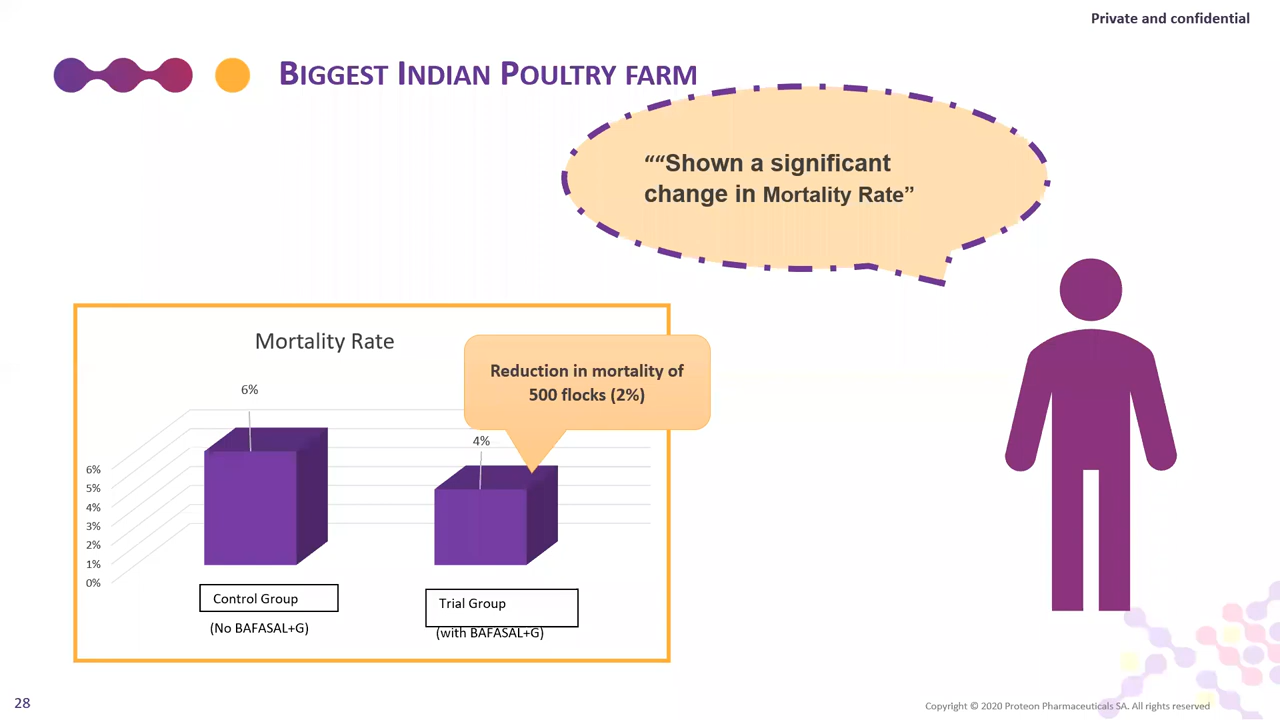 Private and confidential
BIGGEST INDIAN POULTRY FARM
““Shown a significant
change in Mortality Rate”
Mortality Rate
Reduction in mortality of
500 flocks (2%)
6%
4%
6%
5%
4%
3%
2%
1%
0%
Control Group
(No BAFASAL+G)
Trial Group
(with BAFASAL+G)
28
Copyright © 2020 Proteon Pharmaceuticals SA. All rights reserved